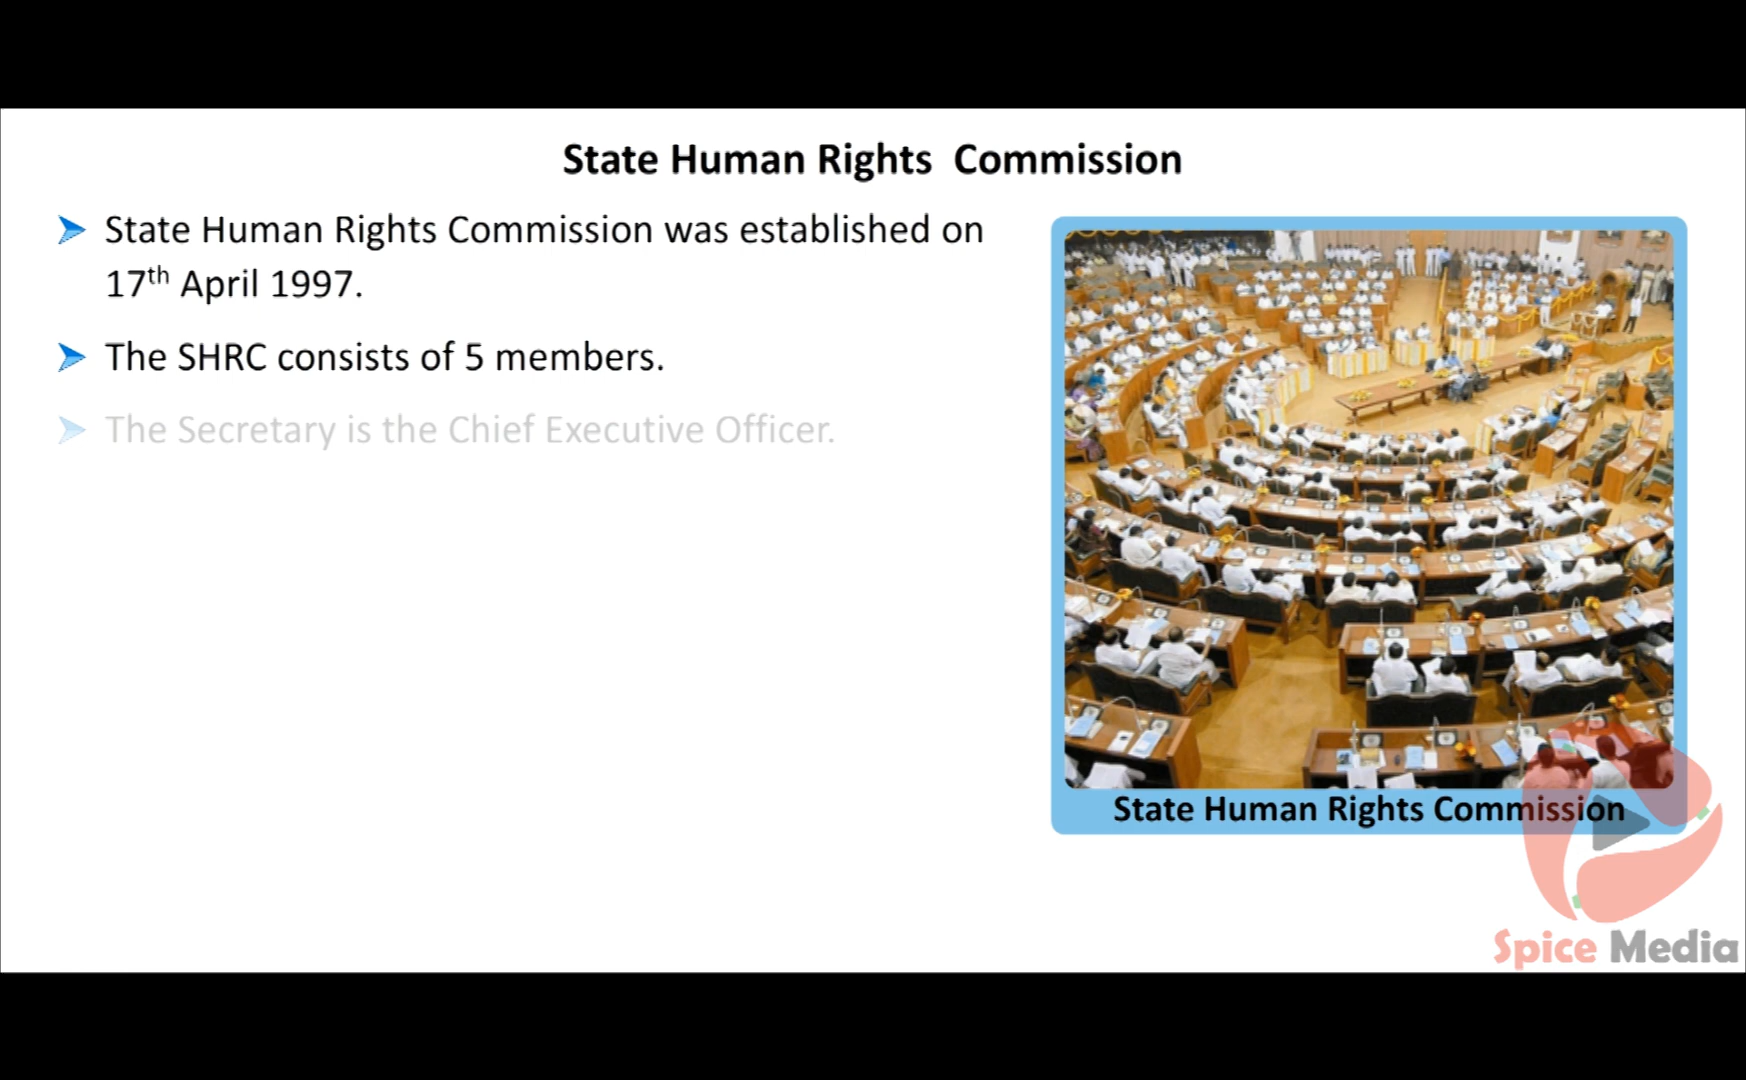 State Human Rights Commission
State Human Rights Commission was established on
17th April 1997.
The SHRC consists of 5 members.
The Secretary is the Chief Executive Officer.
State Human Rights Commission
Spice Media